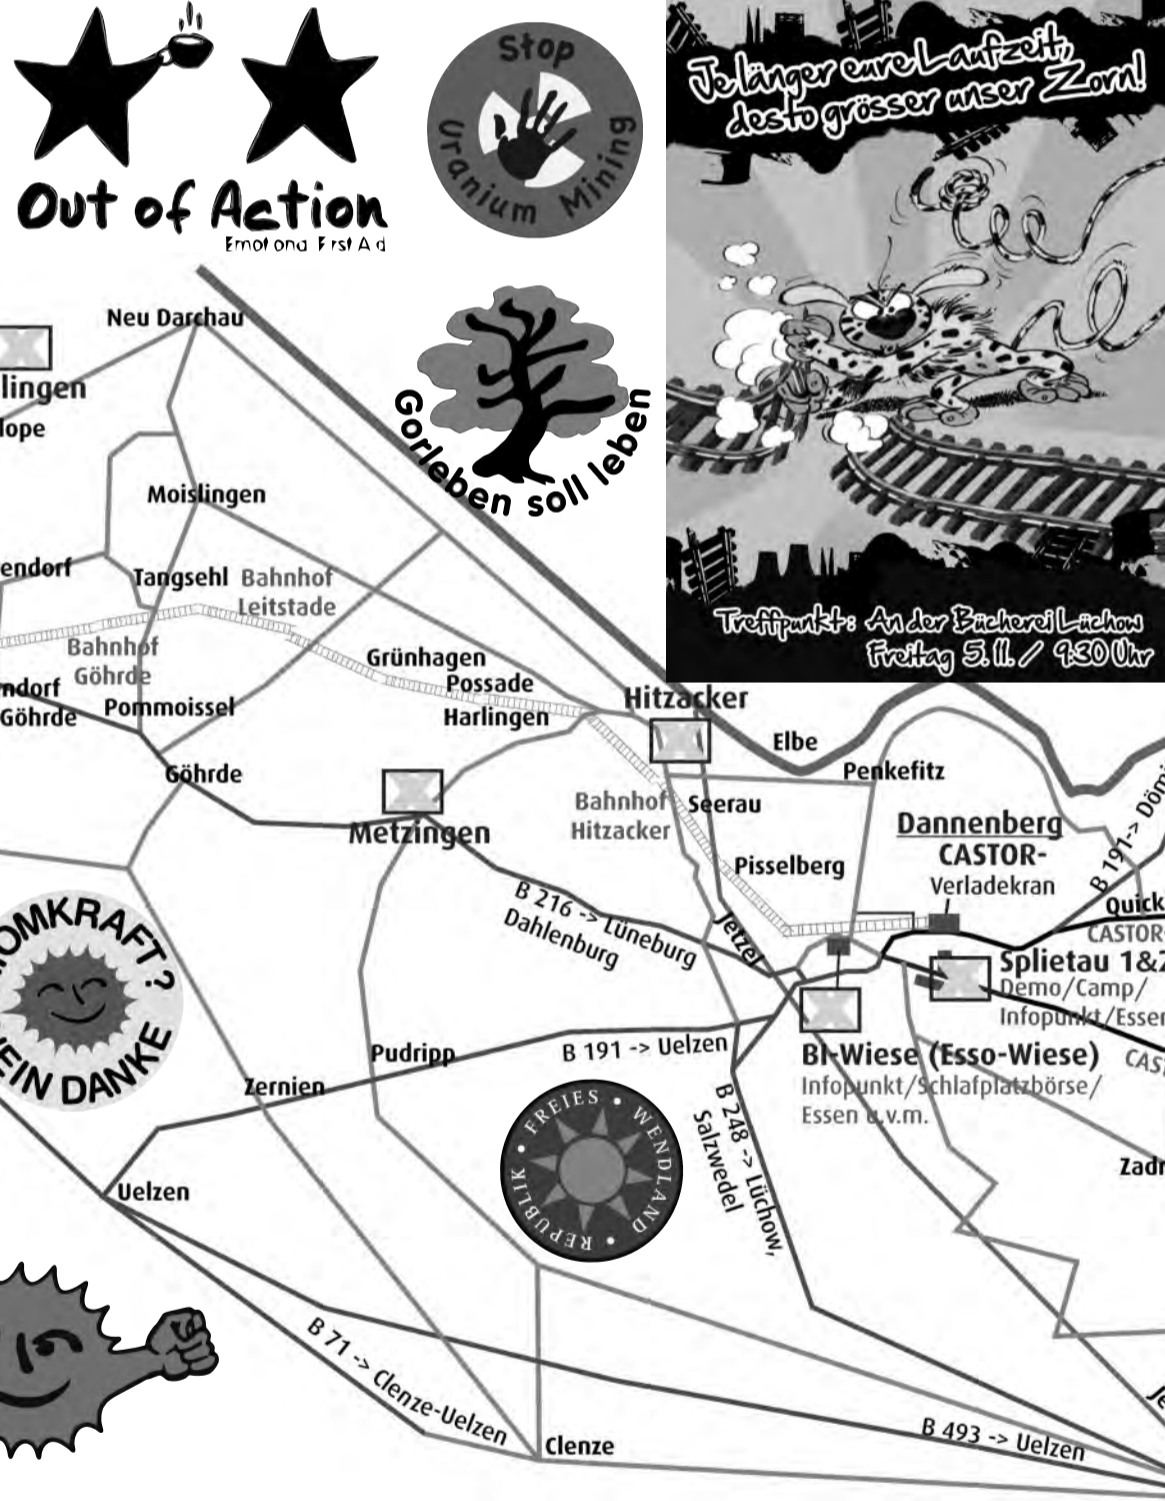 Out of Action
Emotional First Aid
Stop
Uranium Mining
Je länger eure Laufzeit,
desto grösser unser Zorn!
Treffpunkt: An der Bücherei Lüchow
Freitag 5.11. / 9:30 Uhr
Gorleben soll leben
Neu Darchau
lingen
Moislingen
endorf
Tangsehl
Bahnhof
Leitstade
Bahnhof
Göhrde
ndorf
Göhrde
Pommoissel
Grünhagen
Possade
Harlingen
Hitzacker
Elbe
Penkefitz
Göhrde
Metzingen
Bahnhof
Hitzacker
Seerau
Pisselberg
Dannenberg
CASTOR-
Verladekran
B 191->
Quick
CASTOR-
Splietau 1&2
Demo/Camp/
Infopunkt/Essen
B 216 -> Lüneburg
Dahlenburg
Jetzel
OMKRAFT?
EIN DANKE
BI-Wiese (Esso-Wiese)
Infopunkt/Schlafplatzbörse/
Essen u.v.m.
Pudripp
B 191 -> Uelzen
Zernien
REPUBLIK • FREIES • WENDLAND •
B 248 -> Lüchow,
Salzwedel
Zadr
Uelzen
B 71 -> Clenze-Uelzen
Clenze
B 493 -> Uelzen